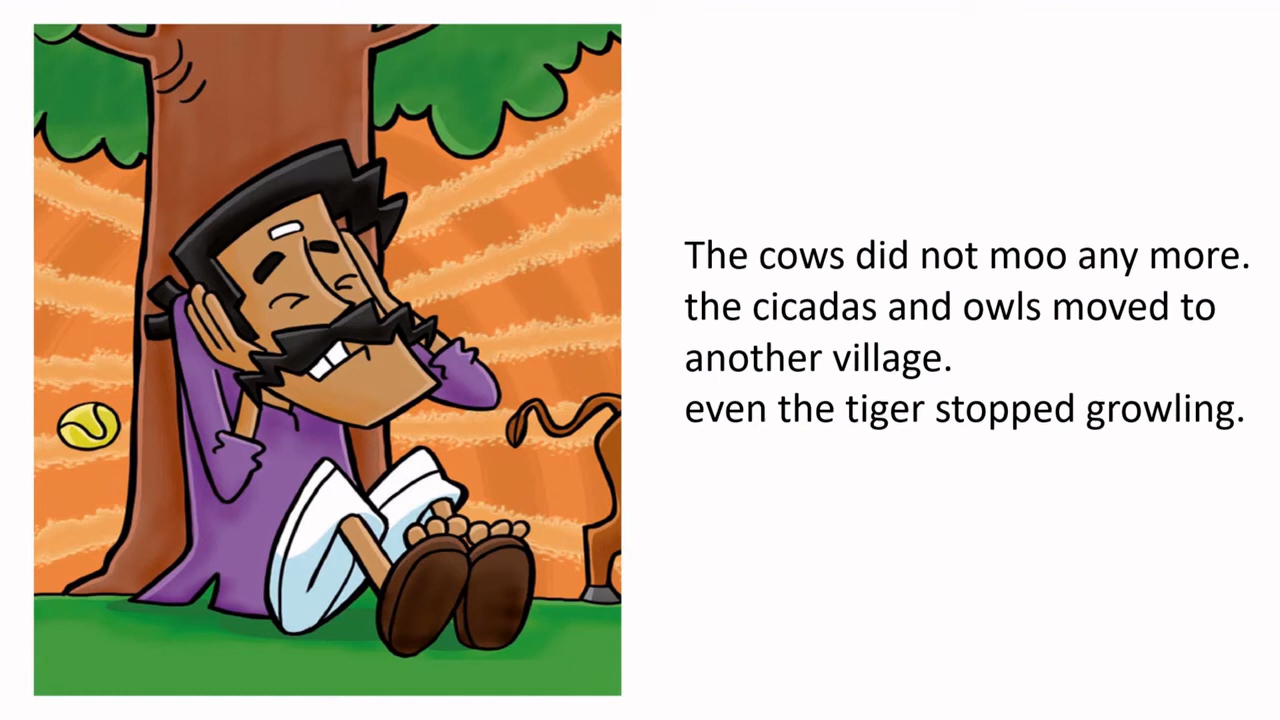 The cows did not moo any more.
the cicadas and owls moved to
another village.
even the tiger stopped growling.